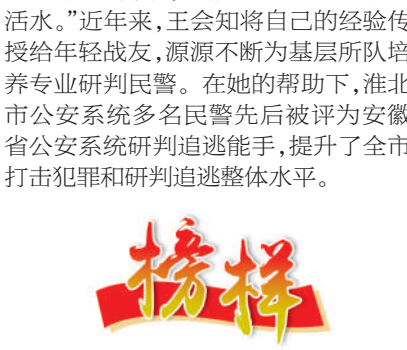 活水。”近年来,王会知将自己的经验传
授给年轻战友,源源不断为基层所队培
养专业研判民警。在她的帮助下,淮北
市公安系统多名民警先后被评为安徽
省公安系统研判追逃能手,提升了全市
打击犯罪和研判追逃整体水平。
榜样